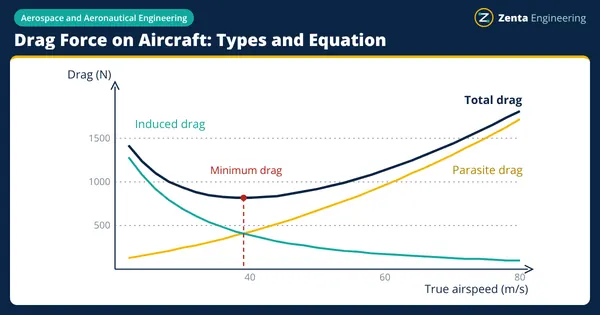 Aerospace and Aeronautical Engineering
Zenta Engineering
Drag Force on Aircraft: Types and Equation
Drag (N)
Total drag
Induced drag
1500
Minimum drag
Parasite drag
1000
500
40
60
80
True airspeed (m/s)